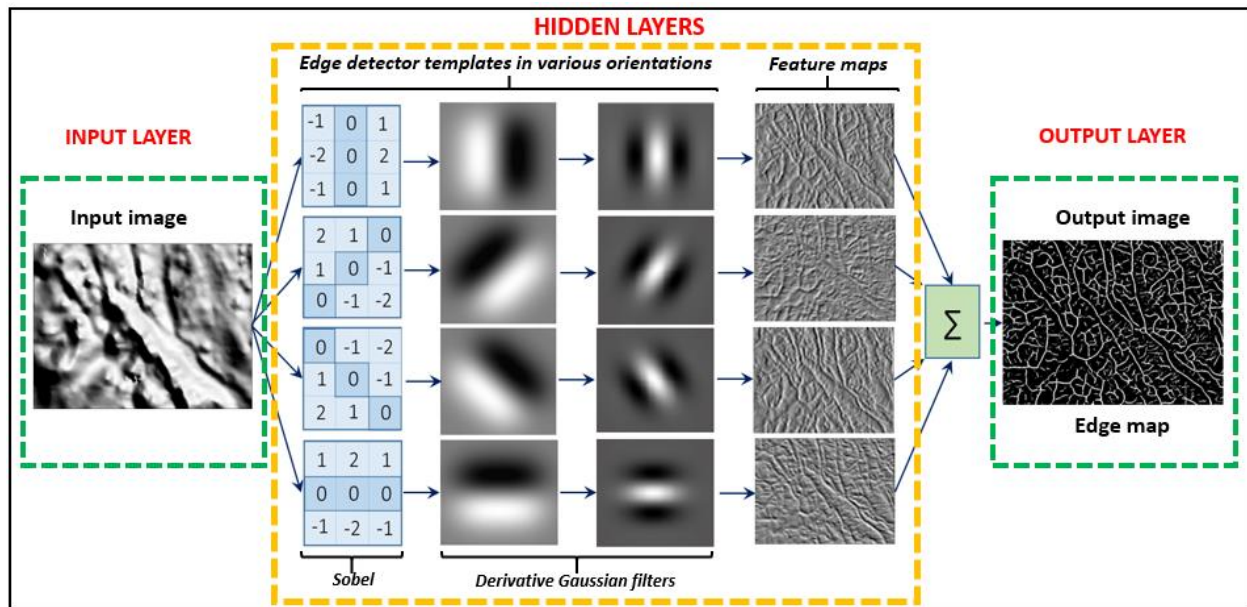 HIDDEN LAYERS
Edge detector templates in various orientations
Feature maps
INPUT LAYER
Input image
-1 0 1
-2 0 2
-1 0 1
2 1 0
1 0 -1
0 -1 -2
0 -1 -2
1 0 -1
2 1 0
1 2 1
0 0 0
-1 -2 -1
Sobel
Derivative Gaussian filters
Σ
OUTPUT LAYER
Output image
Edge map